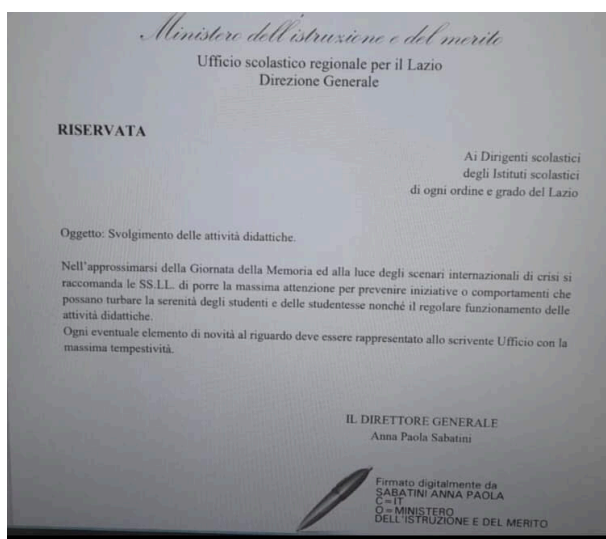 Ministero dell'istruzione e del merito
Ufficio scolastico regionale per il Lazio
Direzione Generale
RISERVATA
Ai Dirigenti scolastici
degli Istituti scolastici
di ogni ordine e grado del Lazio
Oggetto: Svolgimento delle attività didattiche.
Nell'approssimarsi della Giornata della Memoria ed alla luce degli scenari internazionali di crisi si
raccomanda le SS.LL. di porre la massima attenzione per prevenire iniziative o comportamenti che
possano turbare la serenità degli studenti e delle studentesse nonché il regolare funzionamento delle
attività didattiche.
Ogni eventuale elemento di novità al riguardo deve essere rappresentato allo scrivente Ufficio con la
massima tempestività.
IL DIRETTORE GENERALE
Anna Paola Sabatini
Firmato digitalmente da
SABATINI ANNA PAOLA
C=IT
O=MINISTERO
DELL'ISTRUZIONE E DEL MERITO